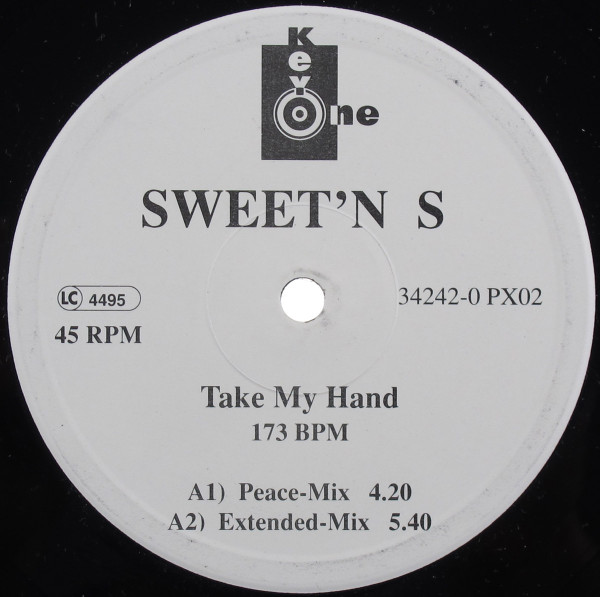 Key
One
SWEET'N S
LC 4495
34242-0 PX02
45 RPM
Take My Hand
173 BPM
A1) Peace-Mix 4.20
A2) Extended-Mix 5.40